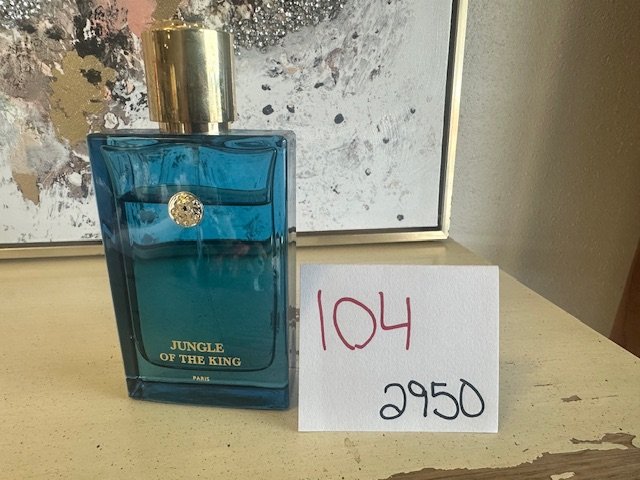 JUNGLE
OF THE KING
PARIS
104
2950